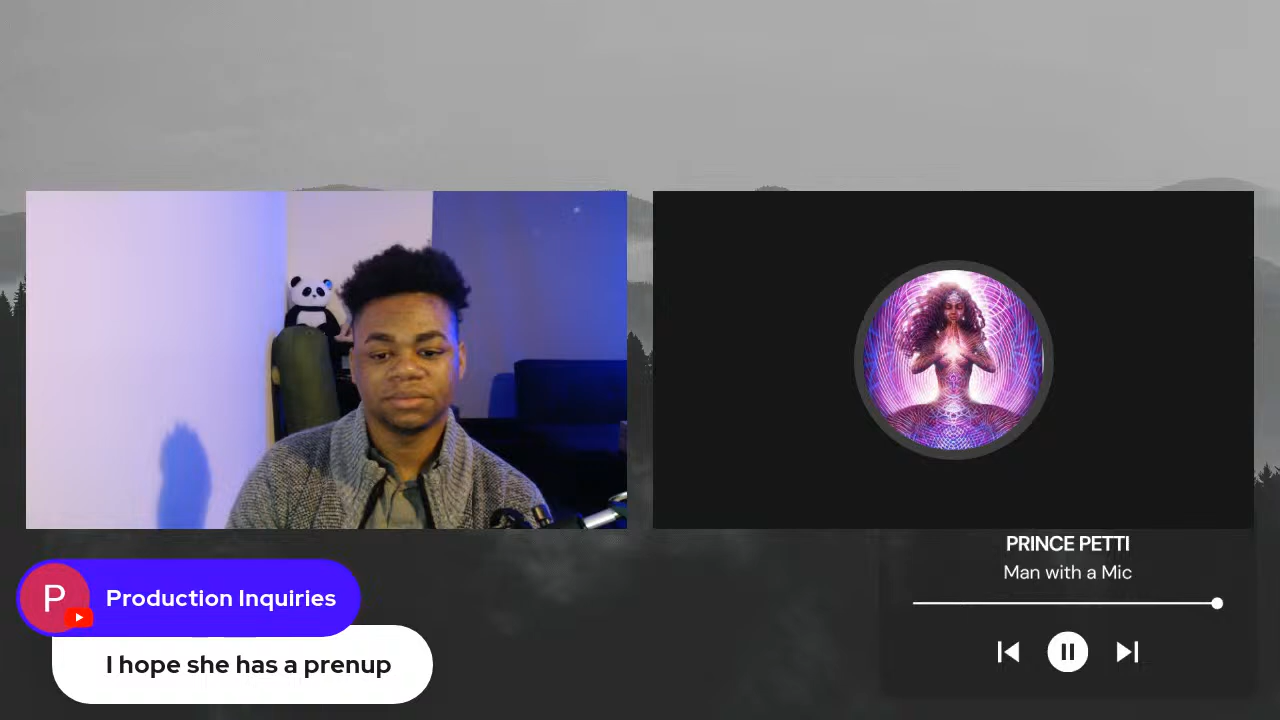 PRINCE PETTI
Man with a Mic
P
Production Inquiries
I hope she has a prenup